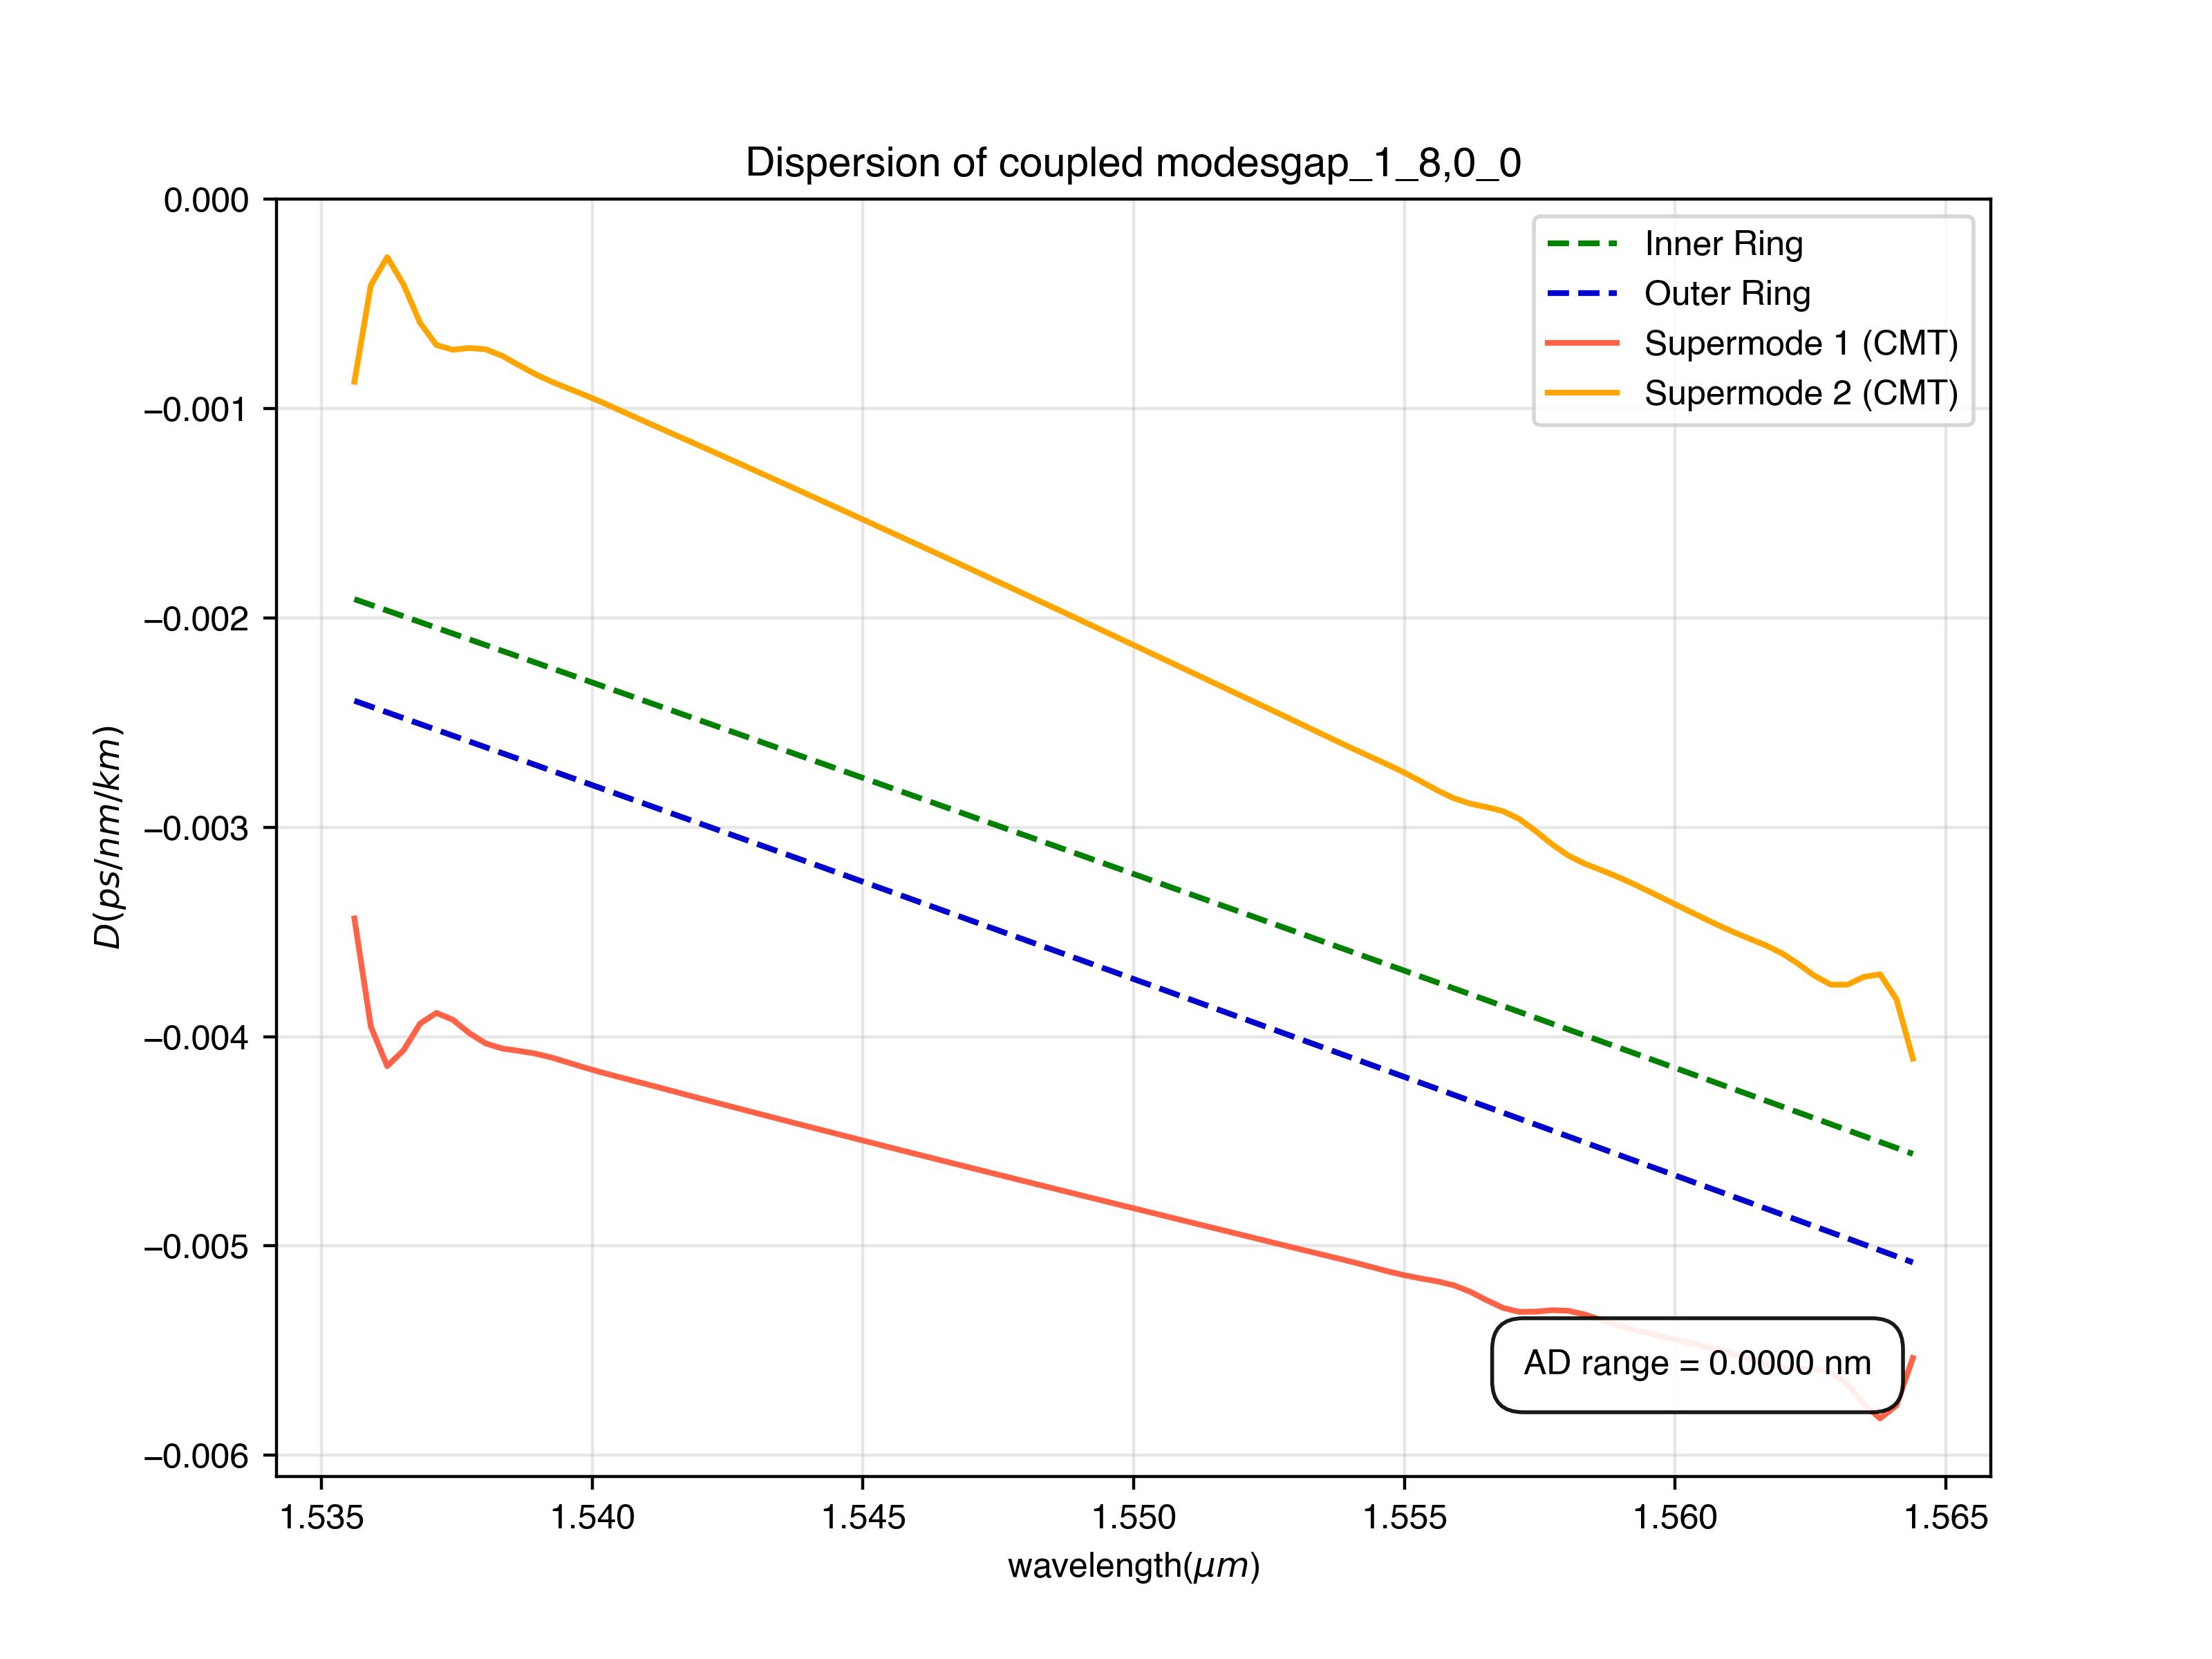 Dispersion of coupled modesgap_1_8,0_0
0.000
−0.001
−0.002
−0.003
−0.004
−0.005
−0.006
D(ps/nm/km)
Inner Ring
Outer Ring
Supermode 1 (CMT)
Supermode 2 (CMT)
AD range = 0.0000 nm
1.535 1.540 1.545 1.550 1.555 1.560 1.565
wavelength(μm)